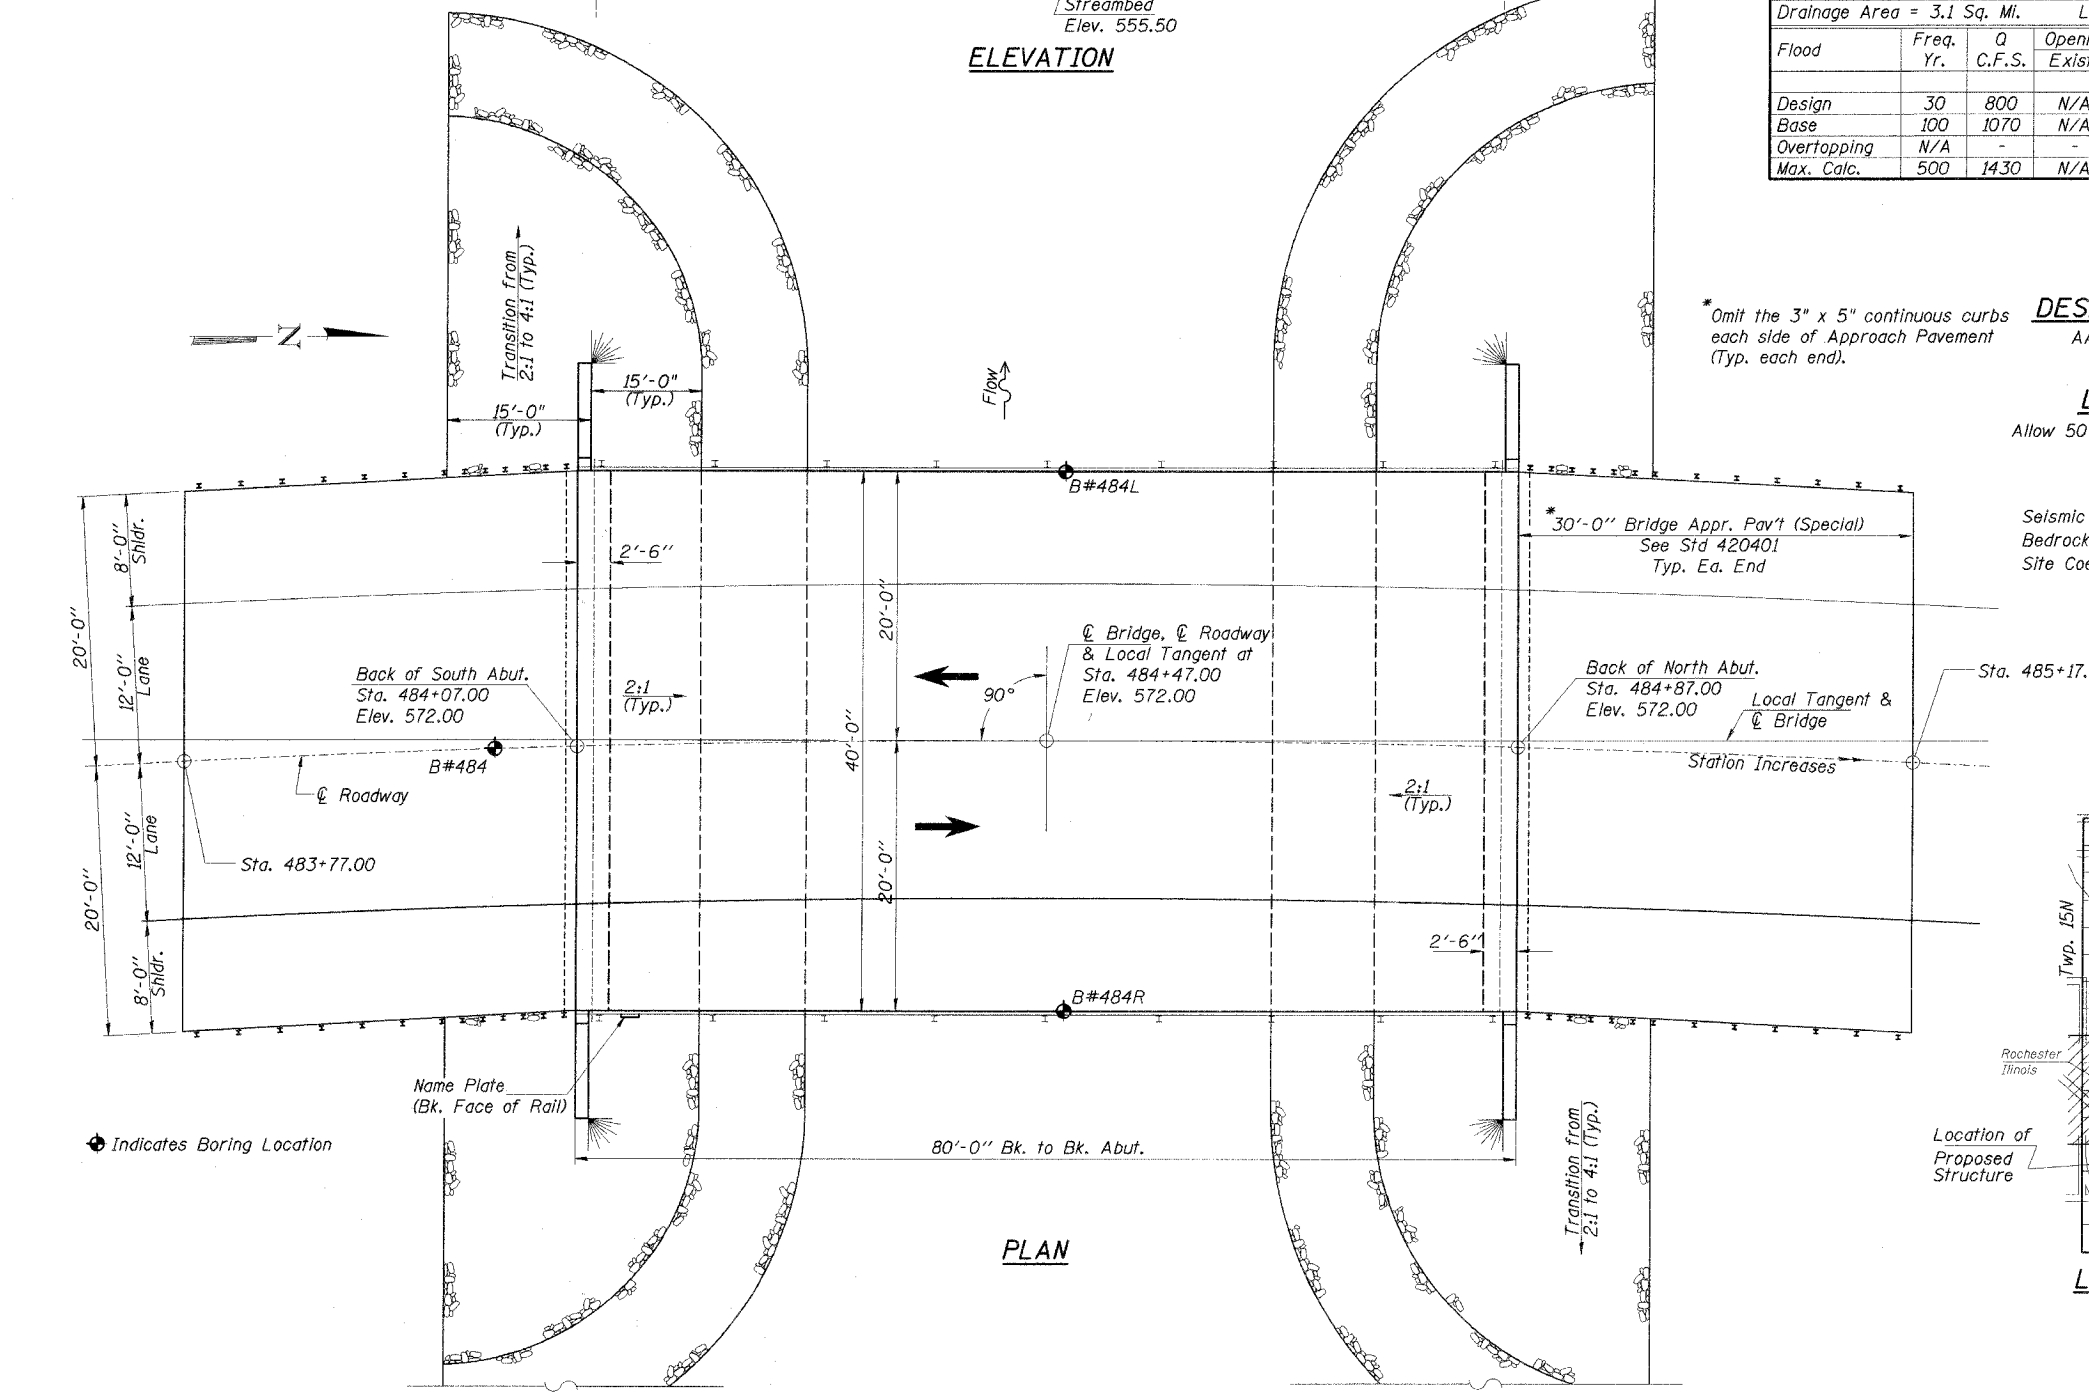 Streambed
Elev. 555.50
ELEVATION
Drainage Area = 3.1 Sq. Mi.
Flood Freq. Yr. Q C.F.S.
Design 30 800 N/A
Base 100 1070 N/A
Overtopping N/A - -
Max. Calc. 500 1430 N/A
Transition from
2:1 to 4:1 (Typ.)
N
15'-0"
(Typ.)
15'-0"
(Typ.)
Flow
*Omit the 3" x 5" continuous curbs
each side of Approach Pavement
(Typ. each end).
Allow 50
Seismic
Bedrock
B#484L
*30'-0" Bridge Appr. Pav't (Special)
See Std 420401
Typ. Ea. End
8'-0"
Shldr.
2'-6"
20'-0"
20'-0"
12'-0"
Lane
℄ Bridge, ℄ Roadway
& Local Tangent at
Sta. 484+47.00
Elev. 572.00
90°
Back of South Abut.
Sta. 484+07.00
Elev. 572.00
2:1
(Typ.)
Back of North Abut.
Sta. 484+87.00
Elev. 572.00
Local Tangent &
℄ Bridge
Sta. 485+17.
40'-0"
B#484
℄ Roadway
Station Increases
2:1
(Typ.)
12'-0"
Lane
Sta. 483+77.00
20'-0"
20'-0"
8'-0"
Shldr.
2'-6"
B#484R
Twp. 15N
Rochester
Illinois
Name Plate
(Bk. Face of Rail)
Indicates Boring Location
80'-0" Bk. to Bk. Abut.
Transition from
2:1 to 4:1 (Typ.)
Location of
Proposed
Structure
PLAN